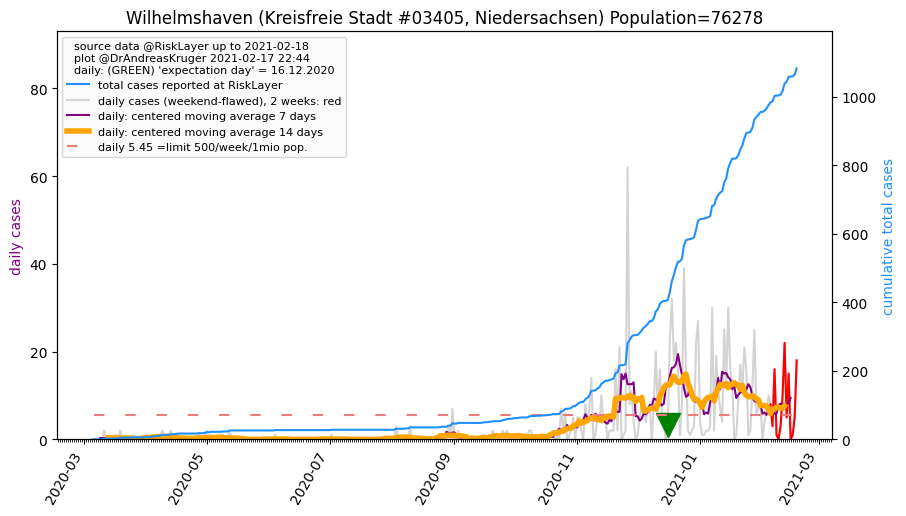 Wilhelmshaven (Kreisfreie Stadt #03405, Niedersachsen) Population=76278
source data @RiskLayer up to 2021-02-18
plot @DrAndreasKruger 2021-02-17 22:44
daily: (GREEN) 'expectation day' = 16.12.2020
total cases reported at RiskLayer
daily cases (weekend-flawed), 2 weeks: red
daily: centered moving average 7 days
daily: centered moving average 14 days
daily 5.45 =limit 500/week/1mio pop.
daily cases
80
60
40
20
0
cumulative total cases
1000
800
600
400
200
0
2020-03
2020-05
2020-07
2020-09
2020-11
2021-01
2021-03